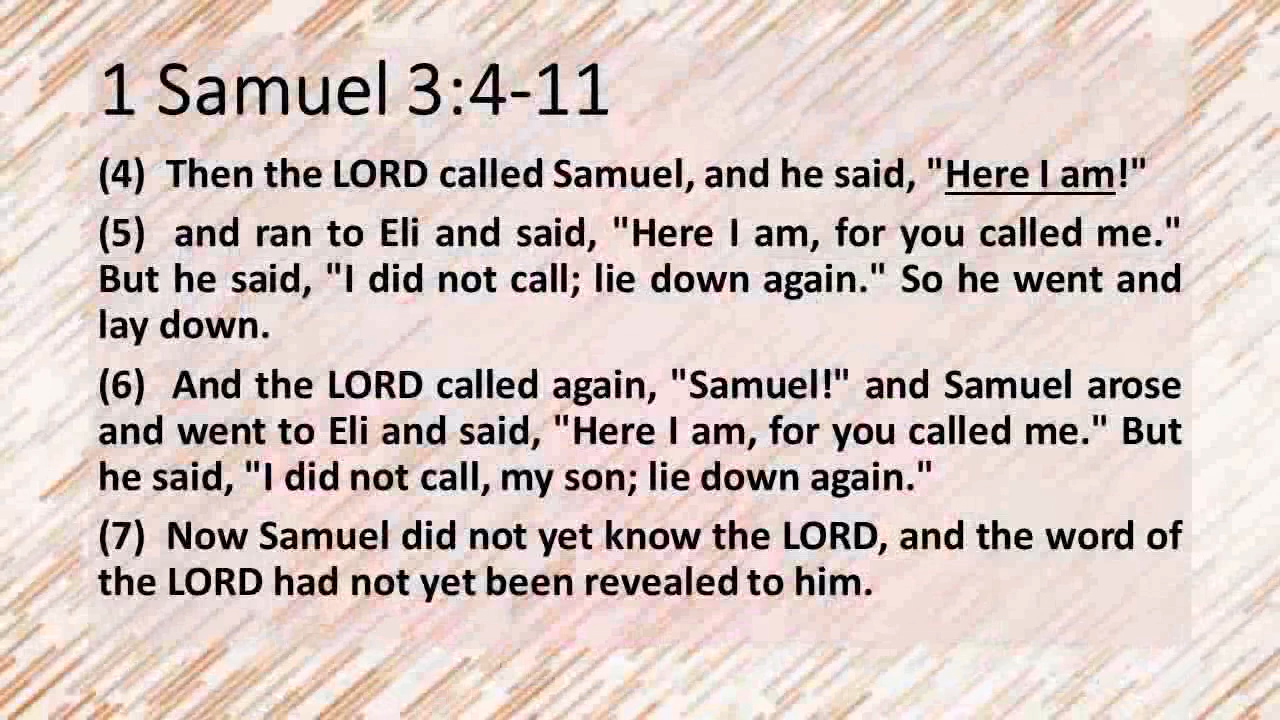 1 Samuel 3:4-11
(4) Then the LORD called Samuel, and he said, "Here I am!"
(5) and ran to Eli and said, "Here I am, for you called me."
But he said, "I did not call; lie down again." So he went and
lay down.
(6) And the LORD called again, "Samuel!" and Samuel arose
and went to Eli and said, "Here I am, for you called me." But
he said, "I did not call, my son; lie down again."
(7) Now Samuel did not yet know the LORD, and the word of
the LORD had not yet been revealed to him.